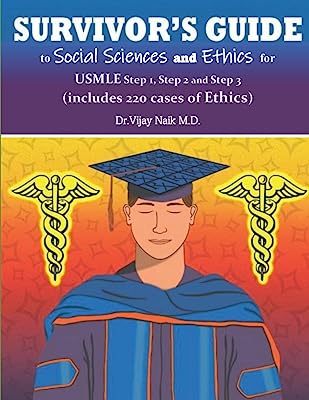 SURVIVOR'S GUIDE
to Social Sciences and Ethics for
USMLE Step 1, Step 2 and Step 3
(includes 220 cases of Ethics)
Dr.Vijay Naik M.D.